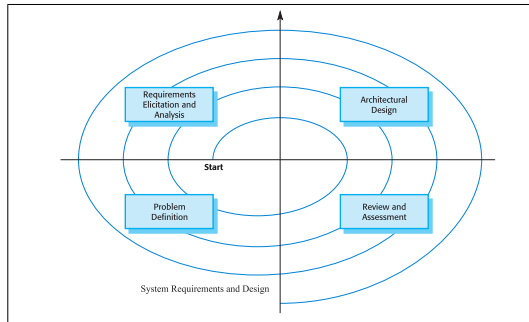 Requirements
Elicitation and
Analysis
Architectural
Design
Start
Problem
Definition
Review and
Assessment
System Requirements and Design